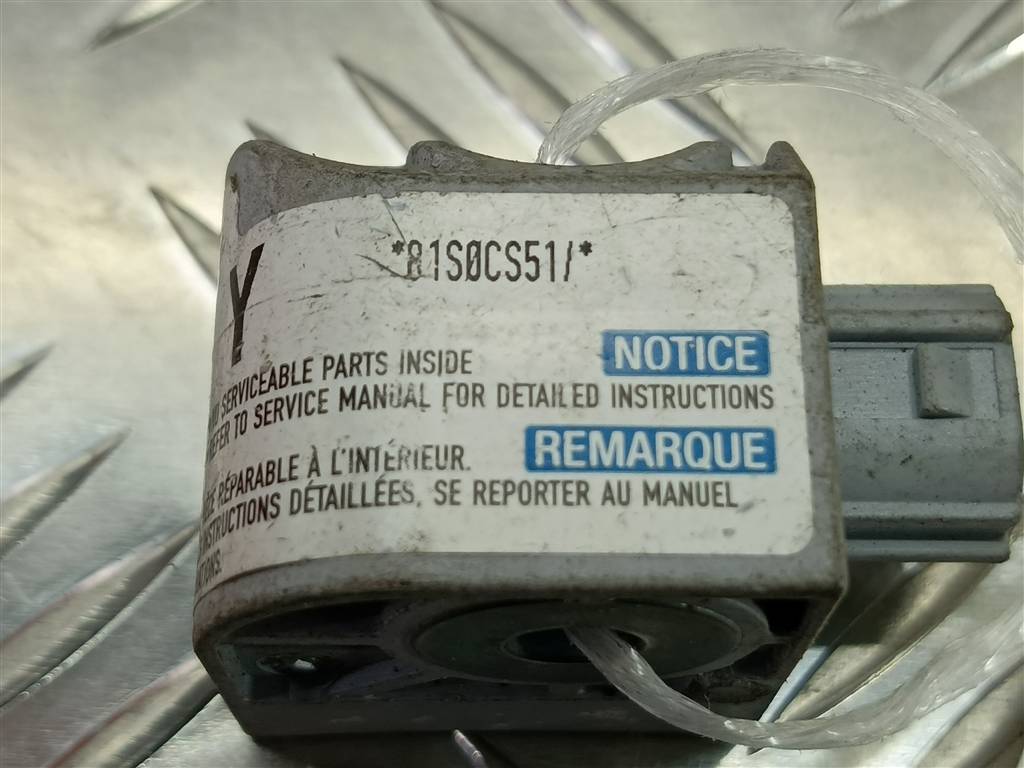 *81S0CS51/*
Y
NOTICE
SERVICEABLE PARTS INSIDE
REFER TO SERVICE MANUAL FOR DETAILED INSTRUCTIONS
REMARQUE
RÉPARABLE À L'INTÉRIEUR.
INSTRUCTIONS DÉTAILLÉES, SE REPORTER AU MANUEL